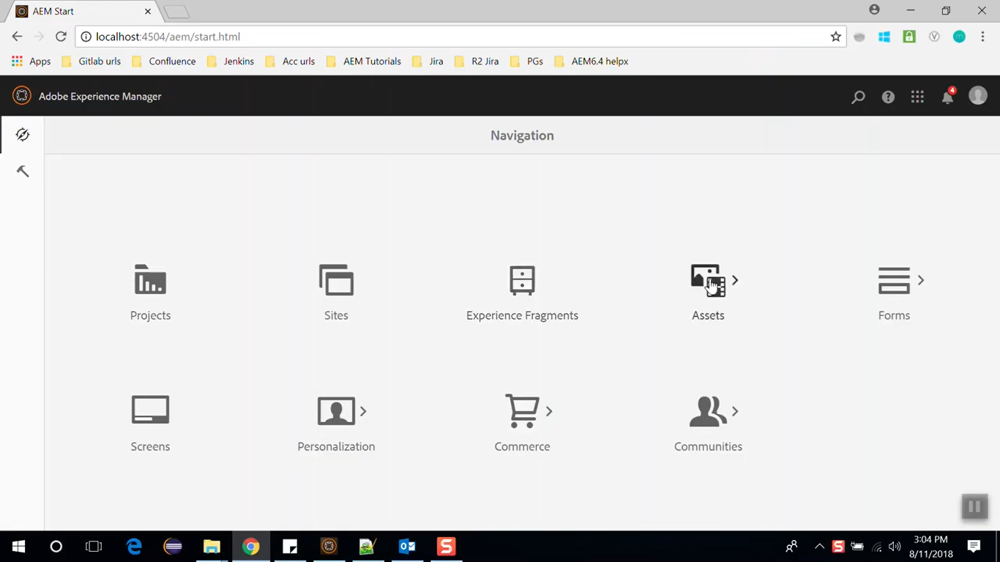 AEM Start
localhost:4504/aem/start.html
Apps Gitlab urls Confluence Jenkins Acc urls AEM Tutorials Jira R2 Jira PGs AEM6.4 helpx
Adobe Experience Manager
4
Navigation
Projects Sites Experience Fragments Assets Forms
Screens Personalization Commerce Communities
3:04 PM
8/11/2018